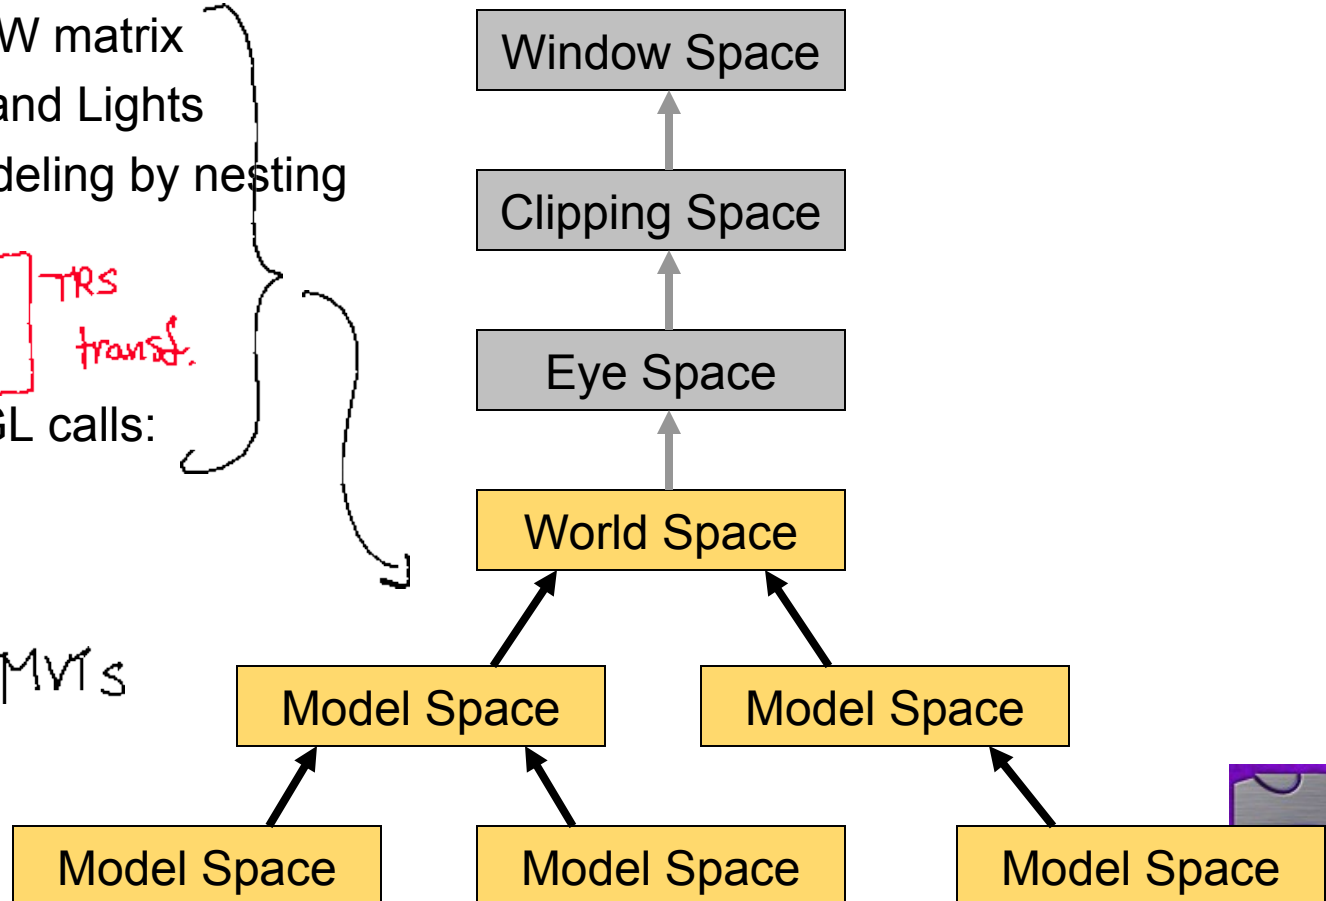 W matrix
and Lights
deling by nesting
TRS
transf.
GL calls:
MVTs
Window Space
Clipping Space
Eye Space
World Space
Model Space
Model Space
Model Space
Model Space
Model Space